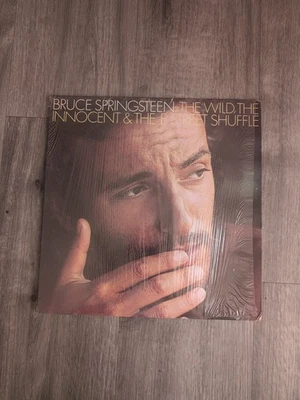 BRUCE SPRINGSTEEN THE WILD, THE
INNOCENT & THE SHUFFLE